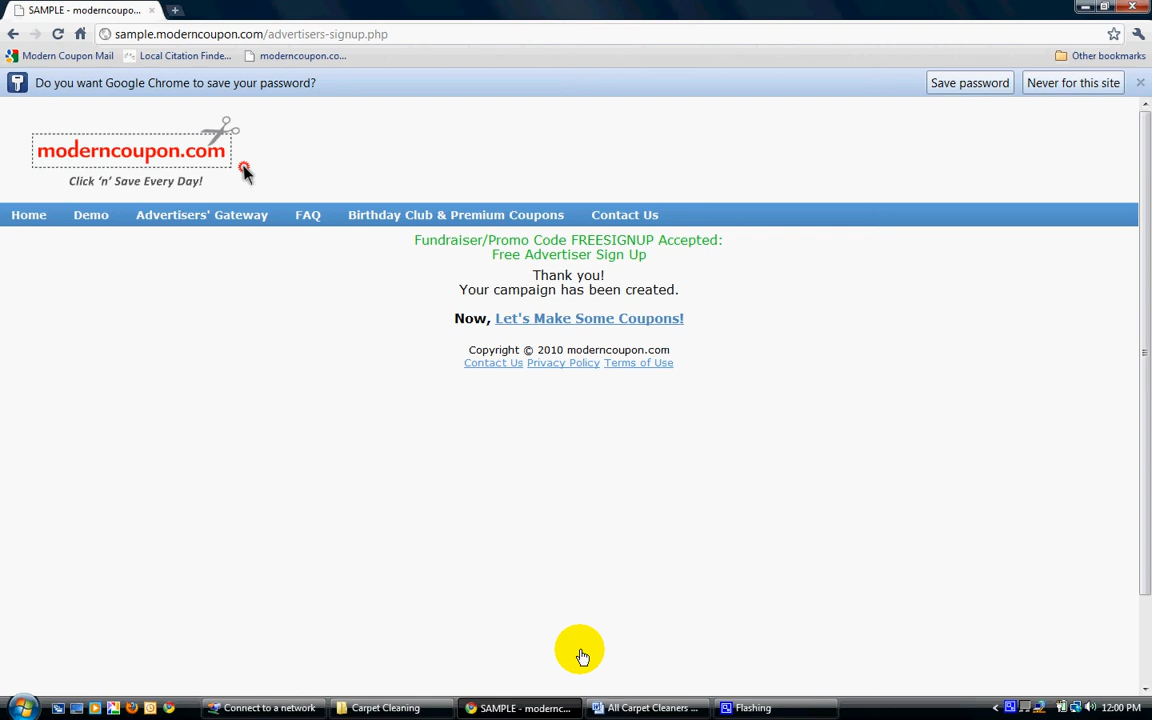 SAMPLE - moderncoupo...
sample.moderncoupon.com/advertisers-signup.php
Modern Coupon Mail
Local Citation Finde...
moderncoupon.co...
Other bookmarks
Do you want Google Chrome to save your password?
Save password
Never for this site
moderncoupon.com
Click 'n' Save Every Day!
Home
Demo
Advertisers' Gateway
FAQ
Birthday Club & Premium Coupons
Contact Us
Fundraiser/Promo Code FREESIGNUP Accepted:
Free Advertiser Sign Up
Thank you!
Your campaign has been created.
Now, Let's Make Some Coupons!
Copyright © 2010 moderncoupon.com
Contact Us Privacy Policy Terms of Use
Connect to a network
Carpet Cleaning
SAMPLE - modernc...
All Carpet Cleaners ...
Flashing
12:00 PM